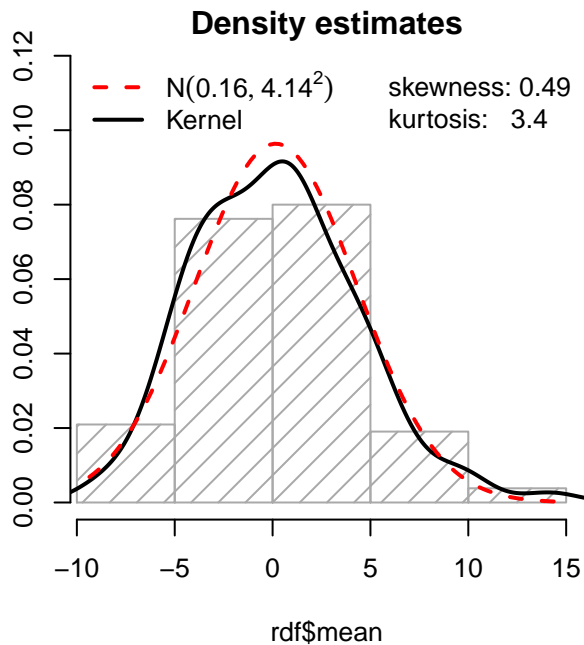 Density estimates
N(0.16, 4.14²) skewness: 0.49
Kernel kurtosis: 3.4
0.12
0.10
0.08
0.06
0.04
0.02
0.00
−10 −5 0 5 10 15
rdf$mean